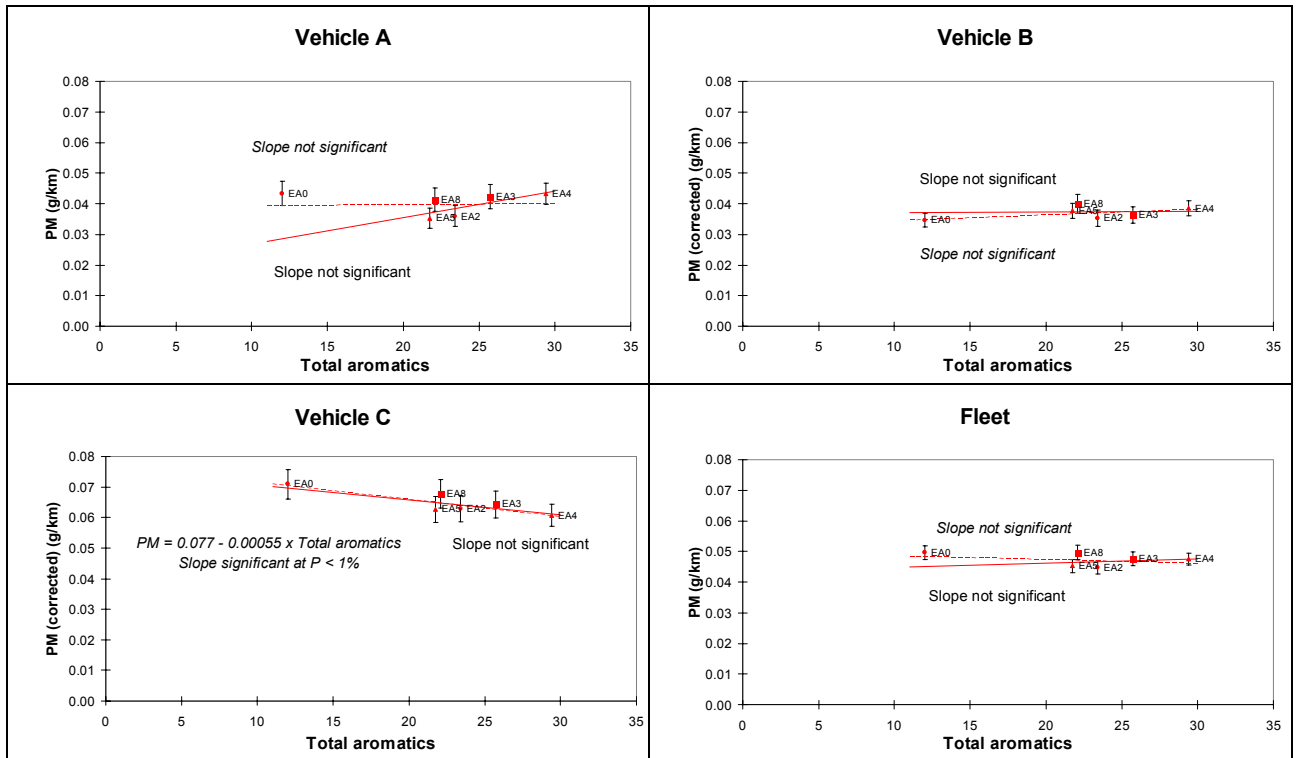 Vehicle A
0.08
0.07
0.06
0.05
0.04
0.03
0.02
0.01
0.00
PM (g/km)
Slope not significant
EA0
EA8
EA3
EA4
EA5
EA2
Slope not significant
0 5 10 15 20 25 30 35
Total aromatics
Vehicle B
0.08
0.07
0.06
0.05
0.04
0.03
0.02
0.01
0.00
PM (corrected) (g/km)
Slope not significant
EA0
EA8
EA5
EA2
EA3
EA4
Slope not significant
0 5 10 15 20 25 30 35
Total aromatics
Vehicle C
0.08
0.07
0.06
0.05
0.04
0.03
0.02
0.01
0.00
PM (corrected) (g/km)
EA0
EA8
EA5
EA2
EA3
EA4
PM = 0.077 - 0.00055 x Total aromatics
Slope significant at P < 1%
Slope not significant
0 5 10 15 20 25 30 35
Total aromatics
Fleet
0.08
0.07
0.06
0.05
0.04
0.03
0.02
0.01
0.00
PM (g/km)
Slope not significant
EA0
EA8
EA5
EA2
EA3
EA4
Slope not significant
0 5 10 15 20 25 30 35
Total aromatics